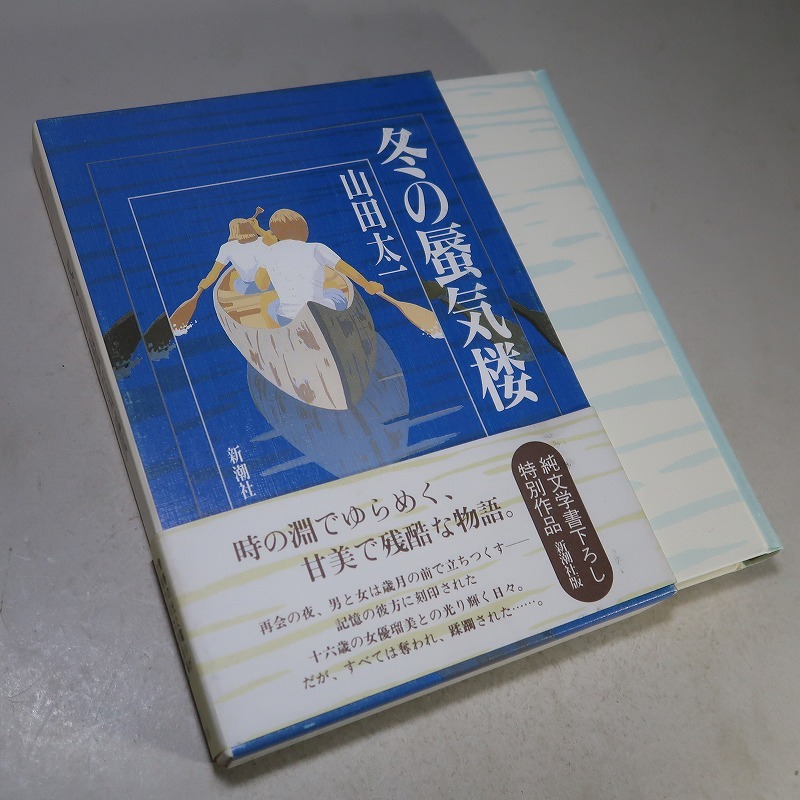 冬の蜃気楼
山田太一
新潮社
純文学書下ろし
特別作品 新潮社版
時の淵でゆらめく、
甘美で残酷な物語。
再会の夜、男と女は歳月の前で立ちつくす──
記憶の彼方に刻印された
十六歳の女優瑠美との光り輝く日々。
だが、すべては奪われ、蹂躙された……。